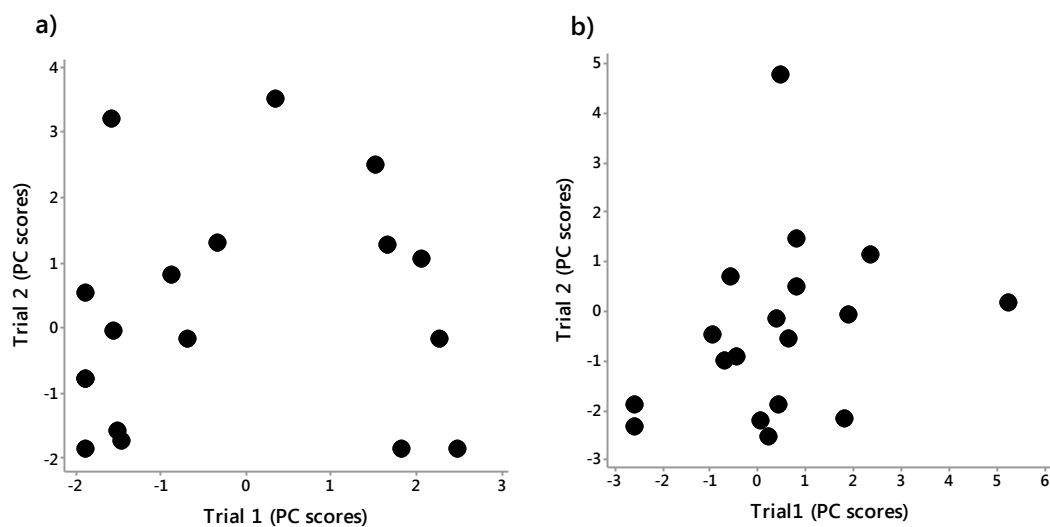 a)
4
3
2
1
0
-1
-2
-2 -1 0 1 2 3
Trial 2 (PC scores)
Trial 1 (PC scores)
b)
5
4
3
2
1
0
-1
-2
-3
-3 -2 -1 0 1 2 3 4 5 6
Trial 2 (PC scores)
Trial1 (PC scores)